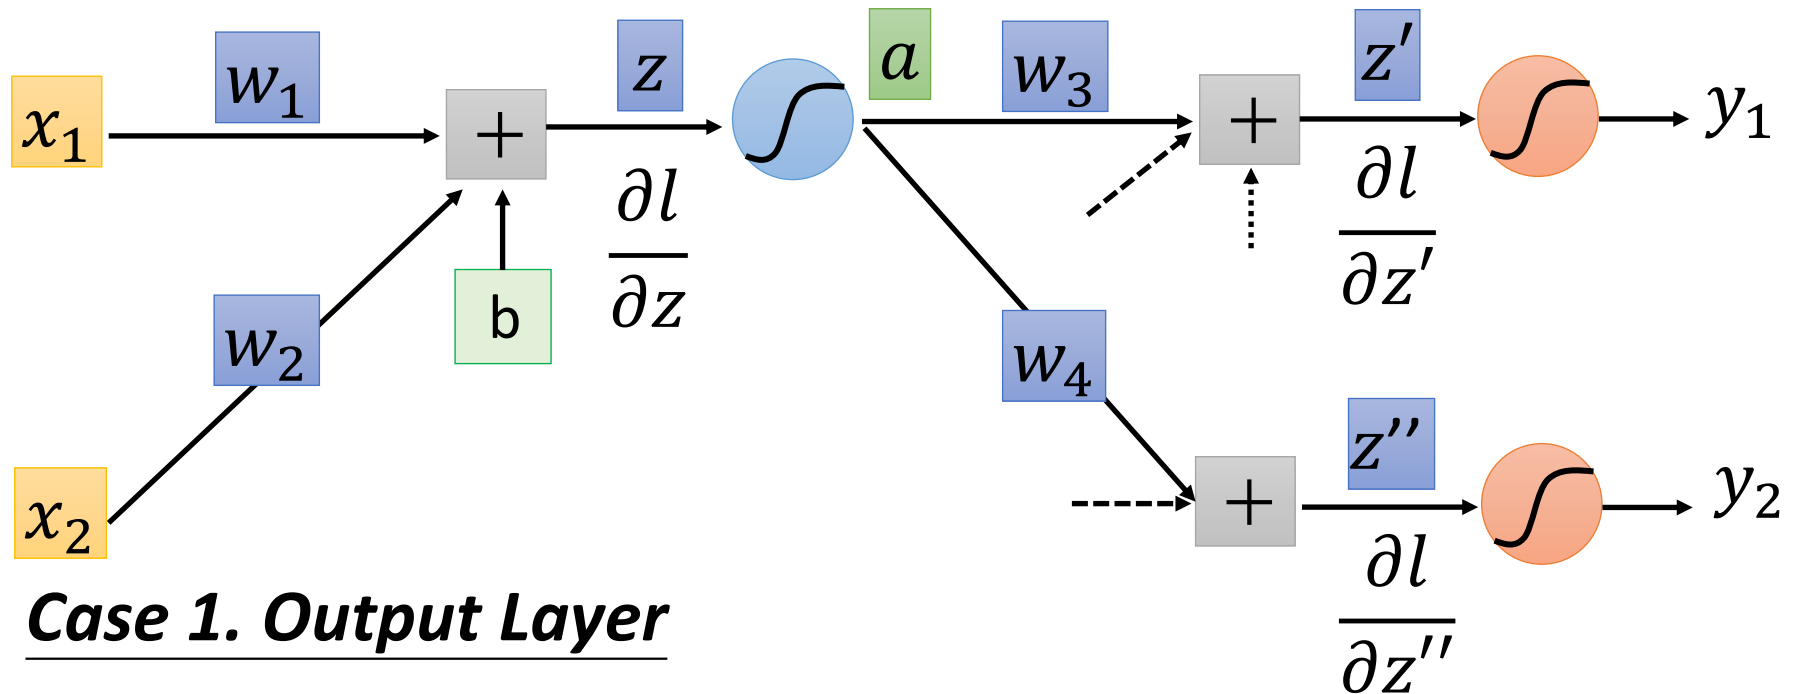 x₁
w₁
+
z
a
w₃
+
z′
y₁
∂l
∂z
∂l
∂z′
w₂
b
w₄
x₂
+
z′′
y₂
∂l
∂z′′
Case 1. Output Layer